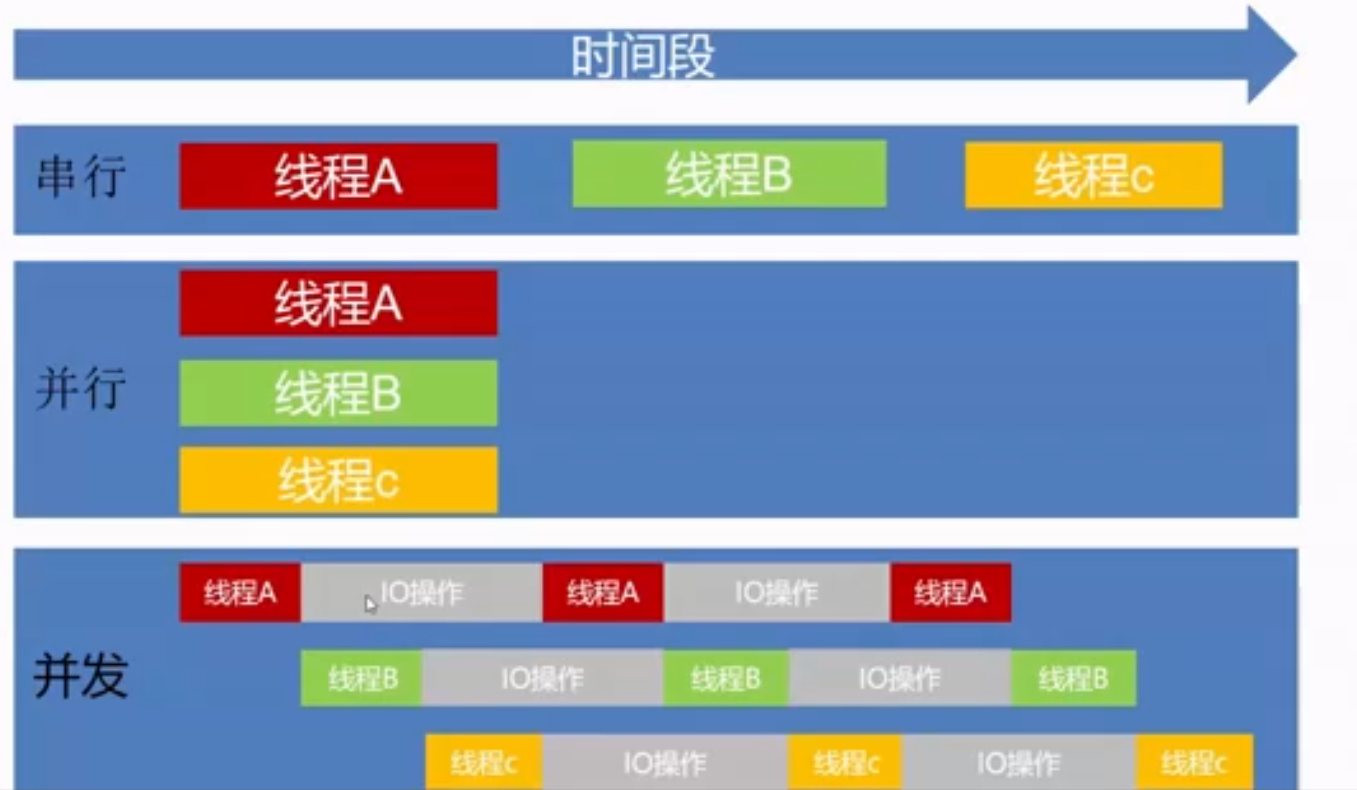 时间段
串行 线程A 线程B 线程c
线程A
并行 线程B
线程c
线程A IO操作 线程A IO操作 线程A
并发 线程B IO操作 线程B IO操作 线程B
线程c IO操作 线程c IO操作 线程c